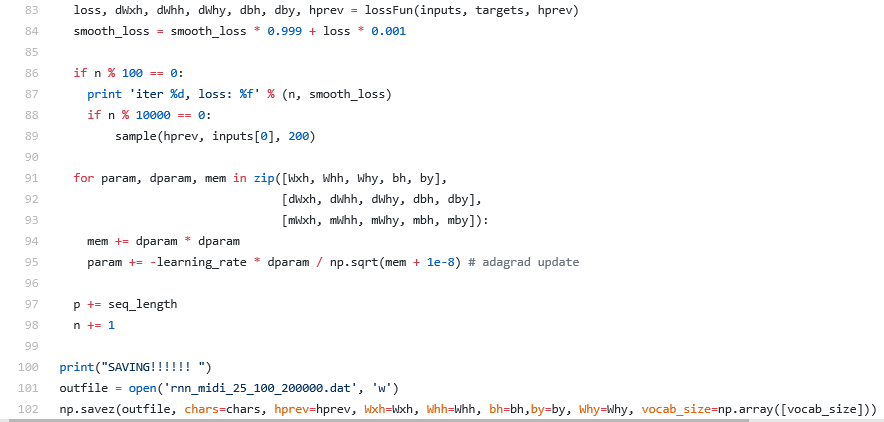 83 loss, dWxh, dWhh, dWhy, dbh, dby, hprev = lossFun(inputs, targets, hprev)
84 smooth_loss = smooth_loss * 0.999 + loss * 0.001
85
86 if n % 100 == 0:
87 print 'iter %d, loss: %f' % (n, smooth_loss)
88 if n % 10000 == 0:
89 sample(hprev, inputs[0], 200)
90
91 for param, dparam, mem in zip([Wxh, Whh, Why, bh, by],
92 [dWxh, dWhh, dWhy, dbh, dby],
93 [mWxh, mWhh, mWhy, mbh, mby]):
94 mem += dparam * dparam
95 param += -learning_rate * dparam / np.sqrt(mem + 1e-8) # adagrad update
96
97 p += seq_length
98 n += 1
99
100 print("SAVING!!!!!! ")
101 outfile = open('rnn_midi_25_100_200000.dat', 'w')
102 np.savez(outfile, chars=chars, hprev=hprev, Wxh=Wxh, Whh=Whh, bh=bh,by=by, Why=Why, vocab_size=np.array([vocab_size]))